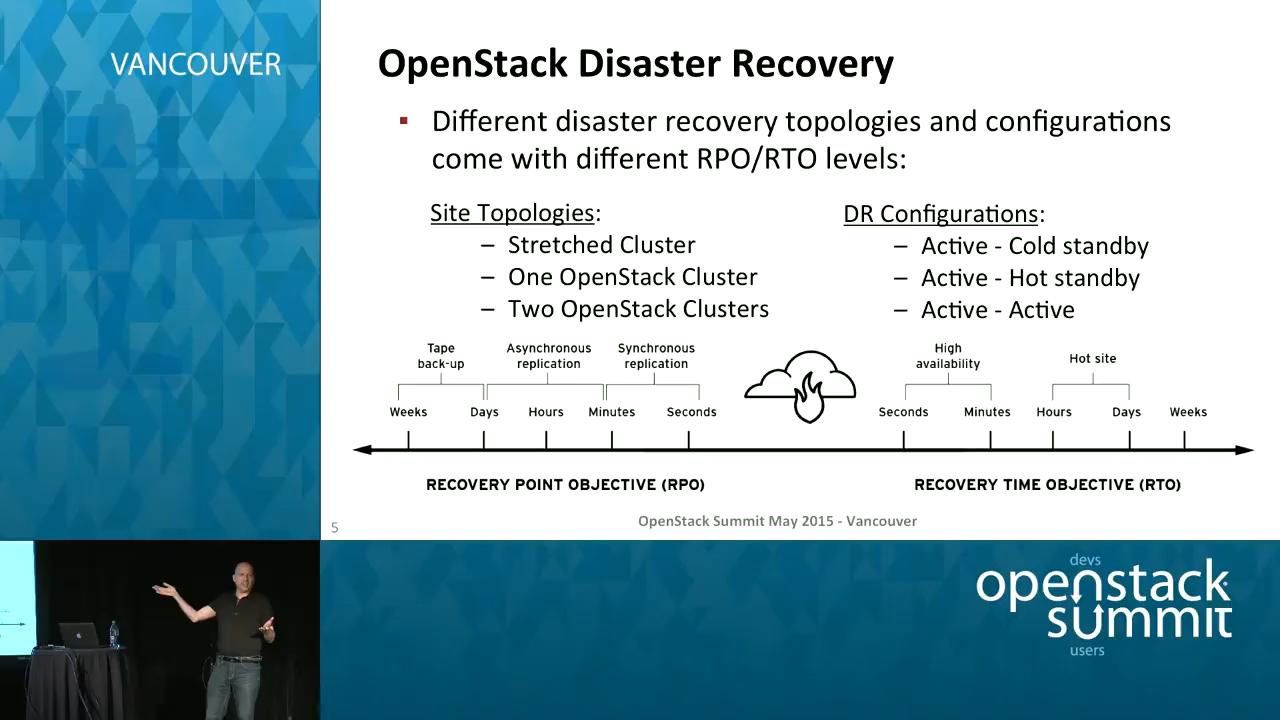 VANCOUVER
OpenStack Disaster Recovery
▪ Different disaster recovery topologies and configurations
come with different RPO/RTO levels:
Site Topologies:
– Stretched Cluster
– One OpenStack Cluster
– Two OpenStack Clusters
DR Configurations:
– Active - Cold standby
– Active - Hot standby
– Active - Active
Tape
back-up
Asynchronous
replication
Synchronous
replication
High
availability
Hot site
Weeks Days Hours Minutes Seconds
Seconds Minutes Hours Days Weeks
RECOVERY POINT OBJECTIVE (RPO)
RECOVERY TIME OBJECTIVE (RTO)
5
OpenStack Summit May 2015 - Vancouver
devs
openstack
summit
users